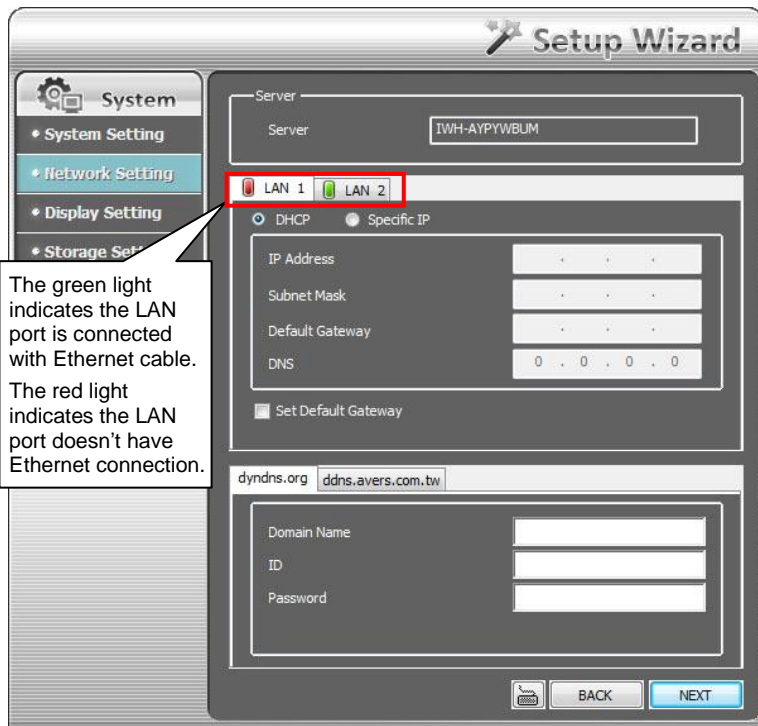 Setup Wizard
System
• System Setting
• Network Setting
• Display Setting
• Storage Set
The green light
indicates the LAN
port is connected
with Ethernet cable.
The red light
indicates the LAN
port doesn't have
Ethernet connection.
Server
Server IWH-AYPYWBUM
LAN 1 LAN 2
DHCP Specific IP
IP Address . . .
Subnet Mask . . .
Default Gateway . . .
DNS 0 . 0 . 0 . 0
Set Default Gateway
dyndns.org ddns.avers.com.tw
Domain Name
ID
Password
BACK NEXT